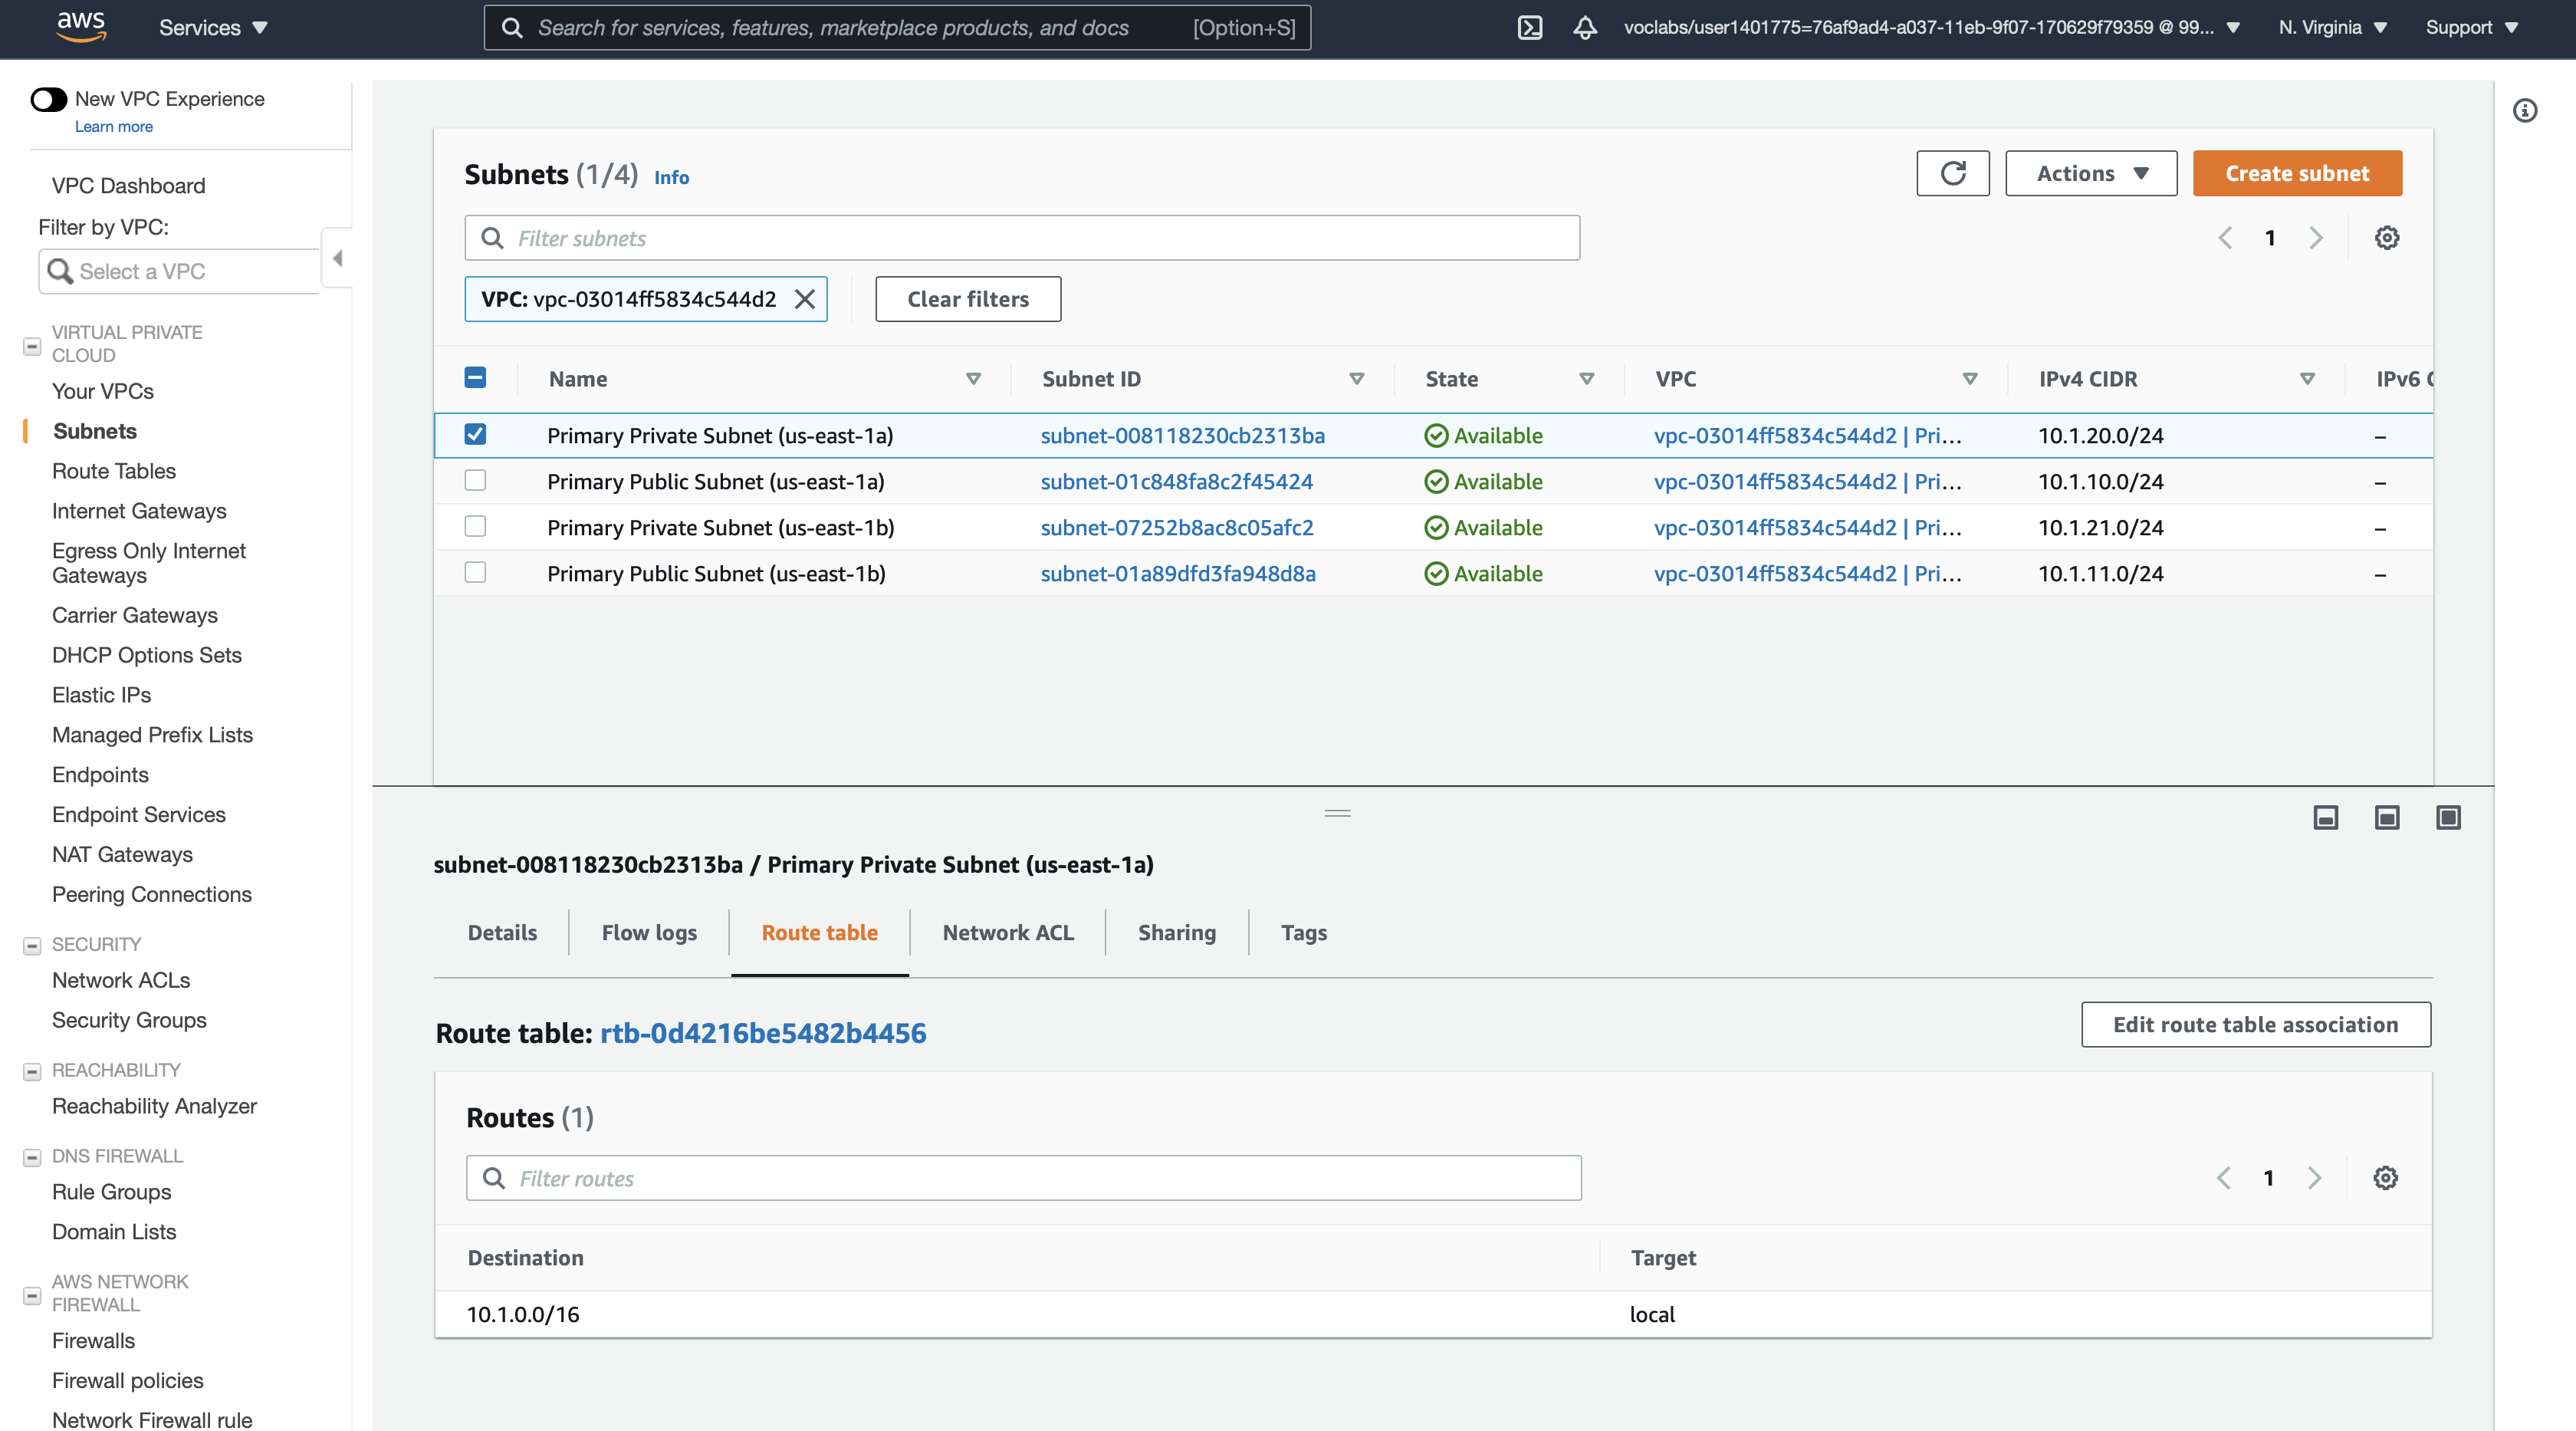 aws
Services
Search for services, features, marketplace products, and docs [Option+S]
voclabs/user1401775=76af9ad4-a037-11eb-9f07-170629f79359 @ 99...
N. Virginia
Support
New VPC Experience
Learn more
VPC Dashboard
Filter by VPC:
Select a VPC
VIRTUAL PRIVATE
CLOUD
Your VPCs
Subnets
Route Tables
Internet Gateways
Egress Only Internet
Gateways
Carrier Gateways
DHCP Options Sets
Elastic IPs
Managed Prefix Lists
Endpoints
Endpoint Services
NAT Gateways
Peering Connections
SECURITY
Network ACLs
Security Groups
REACHABILITY
Reachability Analyzer
DNS FIREWALL
Rule Groups
Domain Lists
AWS NETWORK
FIREWALL
Firewalls
Firewall policies
Network Firewall rule
Subnets (1/4) Info
Actions
Create subnet
Filter subnets
1
VPC: vpc-03014ff5834c544d2
Clear filters
Name Subnet ID State VPC IPv4 CIDR IPv6 C
Primary Private Subnet (us-east-1a) subnet-008118230cb2313ba Available vpc-03014ff5834c544d2 | Pri... 10.1.20.0/24 –
Primary Public Subnet (us-east-1a) subnet-01c848fa8c2f45424 Available vpc-03014ff5834c544d2 | Pri... 10.1.10.0/24 –
Primary Private Subnet (us-east-1b) subnet-07252b8ac8c05afc2 Available vpc-03014ff5834c544d2 | Pri... 10.1.21.0/24 –
Primary Public Subnet (us-east-1b) subnet-01a89dfd3fa948d8a Available vpc-03014ff5834c544d2 | Pri... 10.1.11.0/24 –
subnet-008118230cb2313ba / Primary Private Subnet (us-east-1a)
Details Flow logs Route table Network ACL Sharing Tags
Route table: rtb-0d4216be5482b4456
Edit route table association
Routes (1)
Filter routes
1
Destination Target
10.1.0.0/16 local